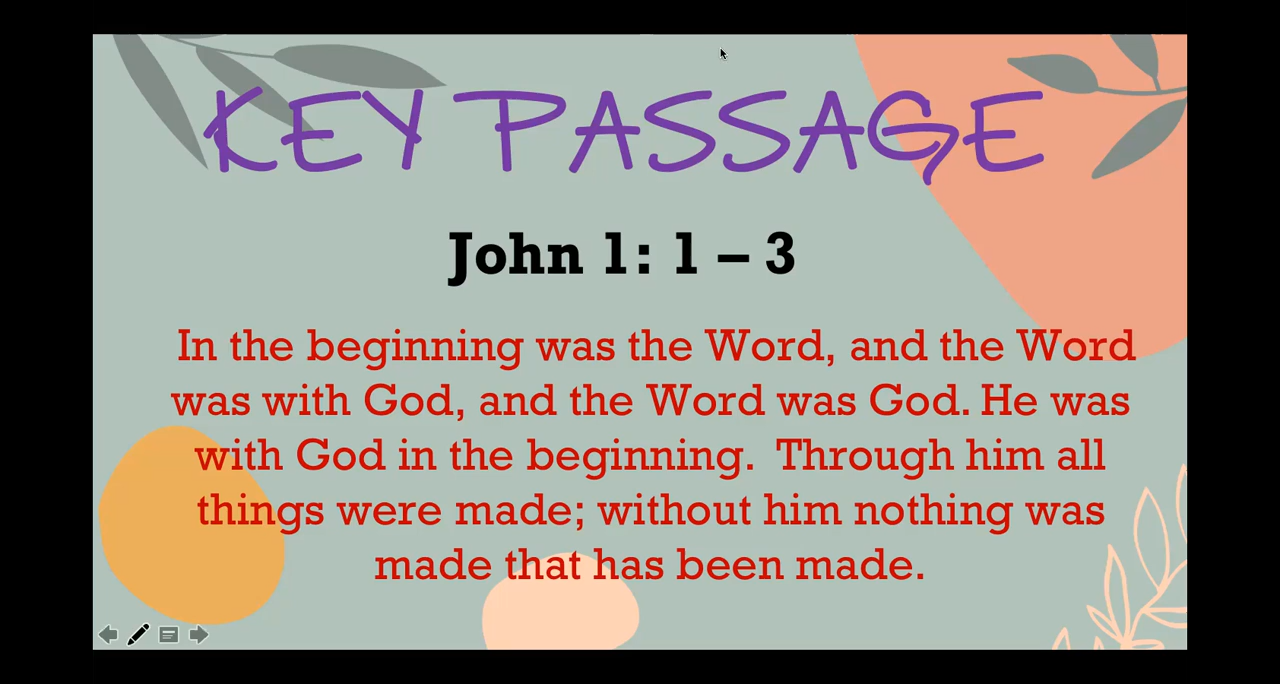 KEY PASSAGE
John 1: 1 – 3
In the beginning was the Word, and the Word
was with God, and the Word was God. He was
with God in the beginning.  Through him all
things were made; without him nothing was
made that has been made.